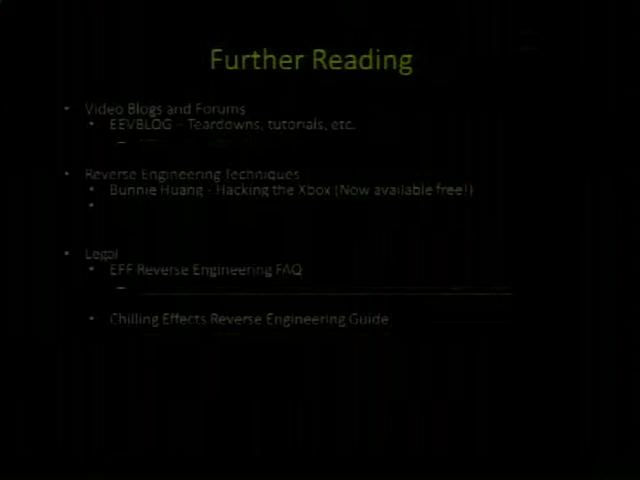 Further Reading
• Video Blogs and Forums
• EEVBLOG - Teardowns, tutorials, etc.
• Reverse Engineering Techniques
• Bunnie Huang - Hacking the Xbox (Now available free!)
• Legal
• EFF Reverse Engineering FAQ
• Chilling Effects Reverse Engineering Guide